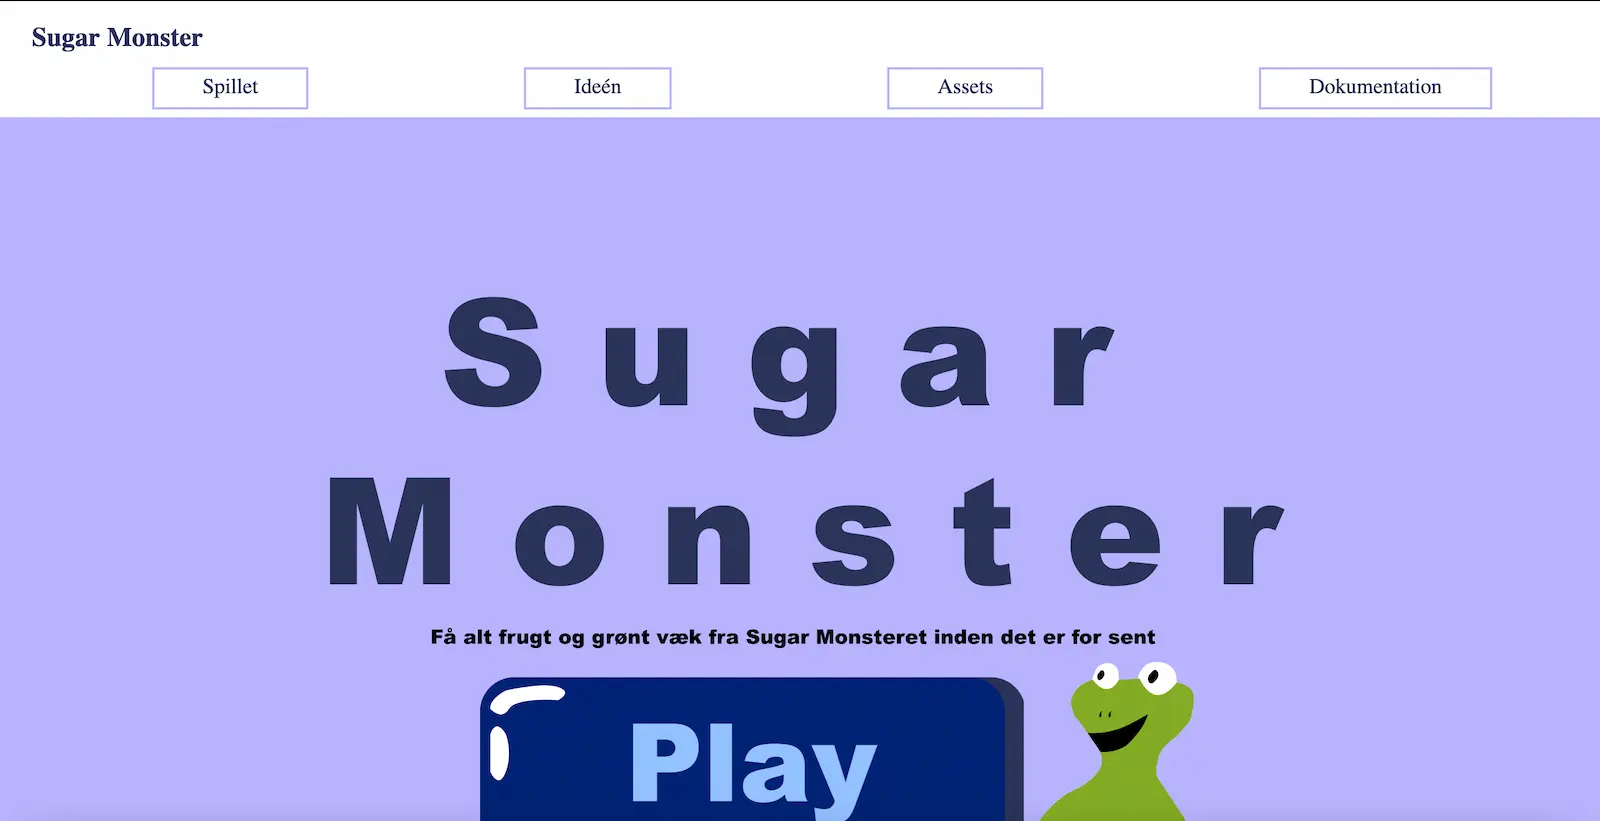 Sugar Monster
Spillet
Ideén
Assets
Dokumentation
Sugar
Monster
Få alt frugt og grønt væk fra Sugar Monsteret inden det er for sent
Play